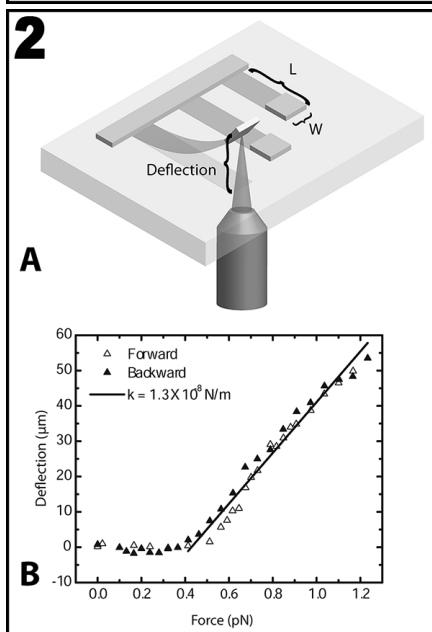 2
L
W
Deflection
A
60
50
40
30
20
10
0
-10
Deflection (µm)
Forward
Backward
k = 1.3X10⁸ N/m
B
0.0 0.2 0.4 0.6 0.8 1.0 1.2
Force (pN)